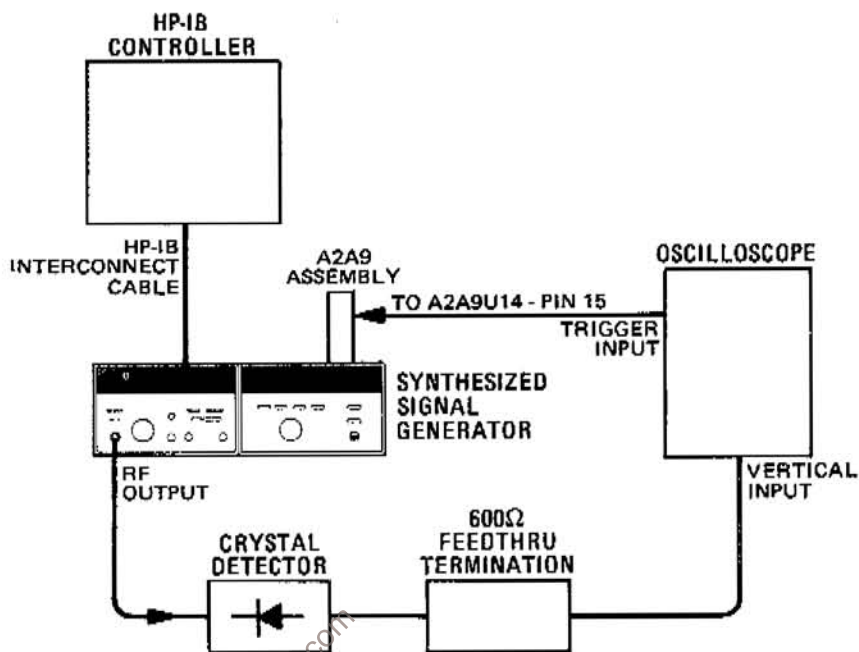 HP-IB
CONTROLLER
HP-IB
INTERCONNECT
CABLE
A2A9
ASSEMBLY
OSCILLOSCOPE
TO A2A9U14 - PIN 15
TRIGGER
INPUT
SYNTHESIZED
SIGNAL
GENERATOR
RF
OUTPUT
VERTICAL
INPUT
CRYSTAL
DETECTOR
600Ω
FEEDTHRU
TERMINATION
.com